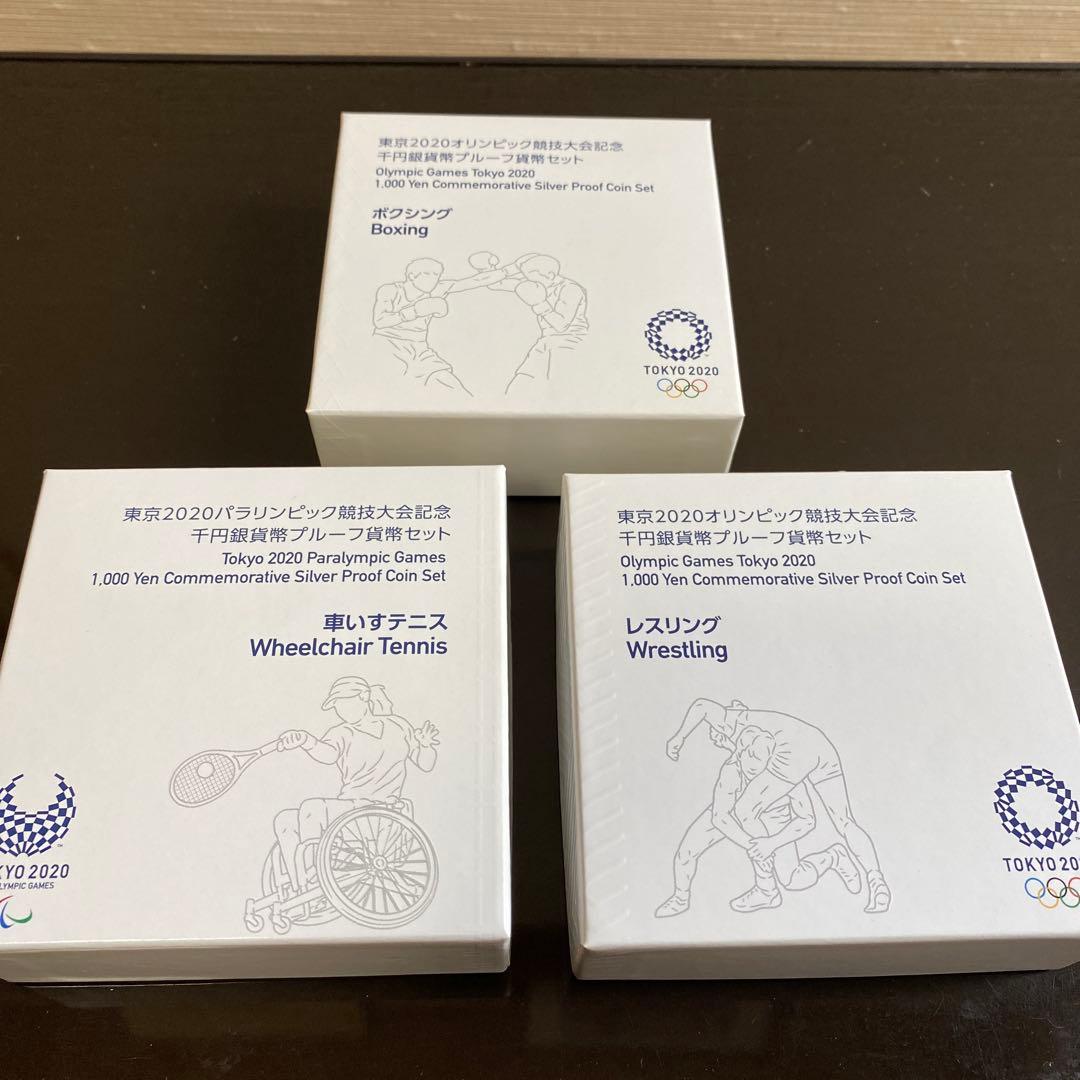 東京2020オリンピック競技大会記念
千円銀貨幣プルーフ貨幣セット
Olympic Games Tokyo 2020
1,000 Yen Commemorative Silver Proof Coin Set
ボクシング
Boxing
TOKYO 2020
東京2020パラリンピック競技大会記念
千円銀貨幣プルーフ貨幣セット
Tokyo 2020 Paralympic Games
1,000 Yen Commemorative Silver Proof Coin Set
車いすテニス
Wheelchair Tennis
KYO 2020
LYMPIC GAMES
東京2020オリンピック競技大会記念
千円銀貨幣プルーフ貨幣セット
Olympic Games Tokyo 2020
1,000 Yen Commemorative Silver Proof Coin Set
レスリング
Wrestling
TOKYO 20